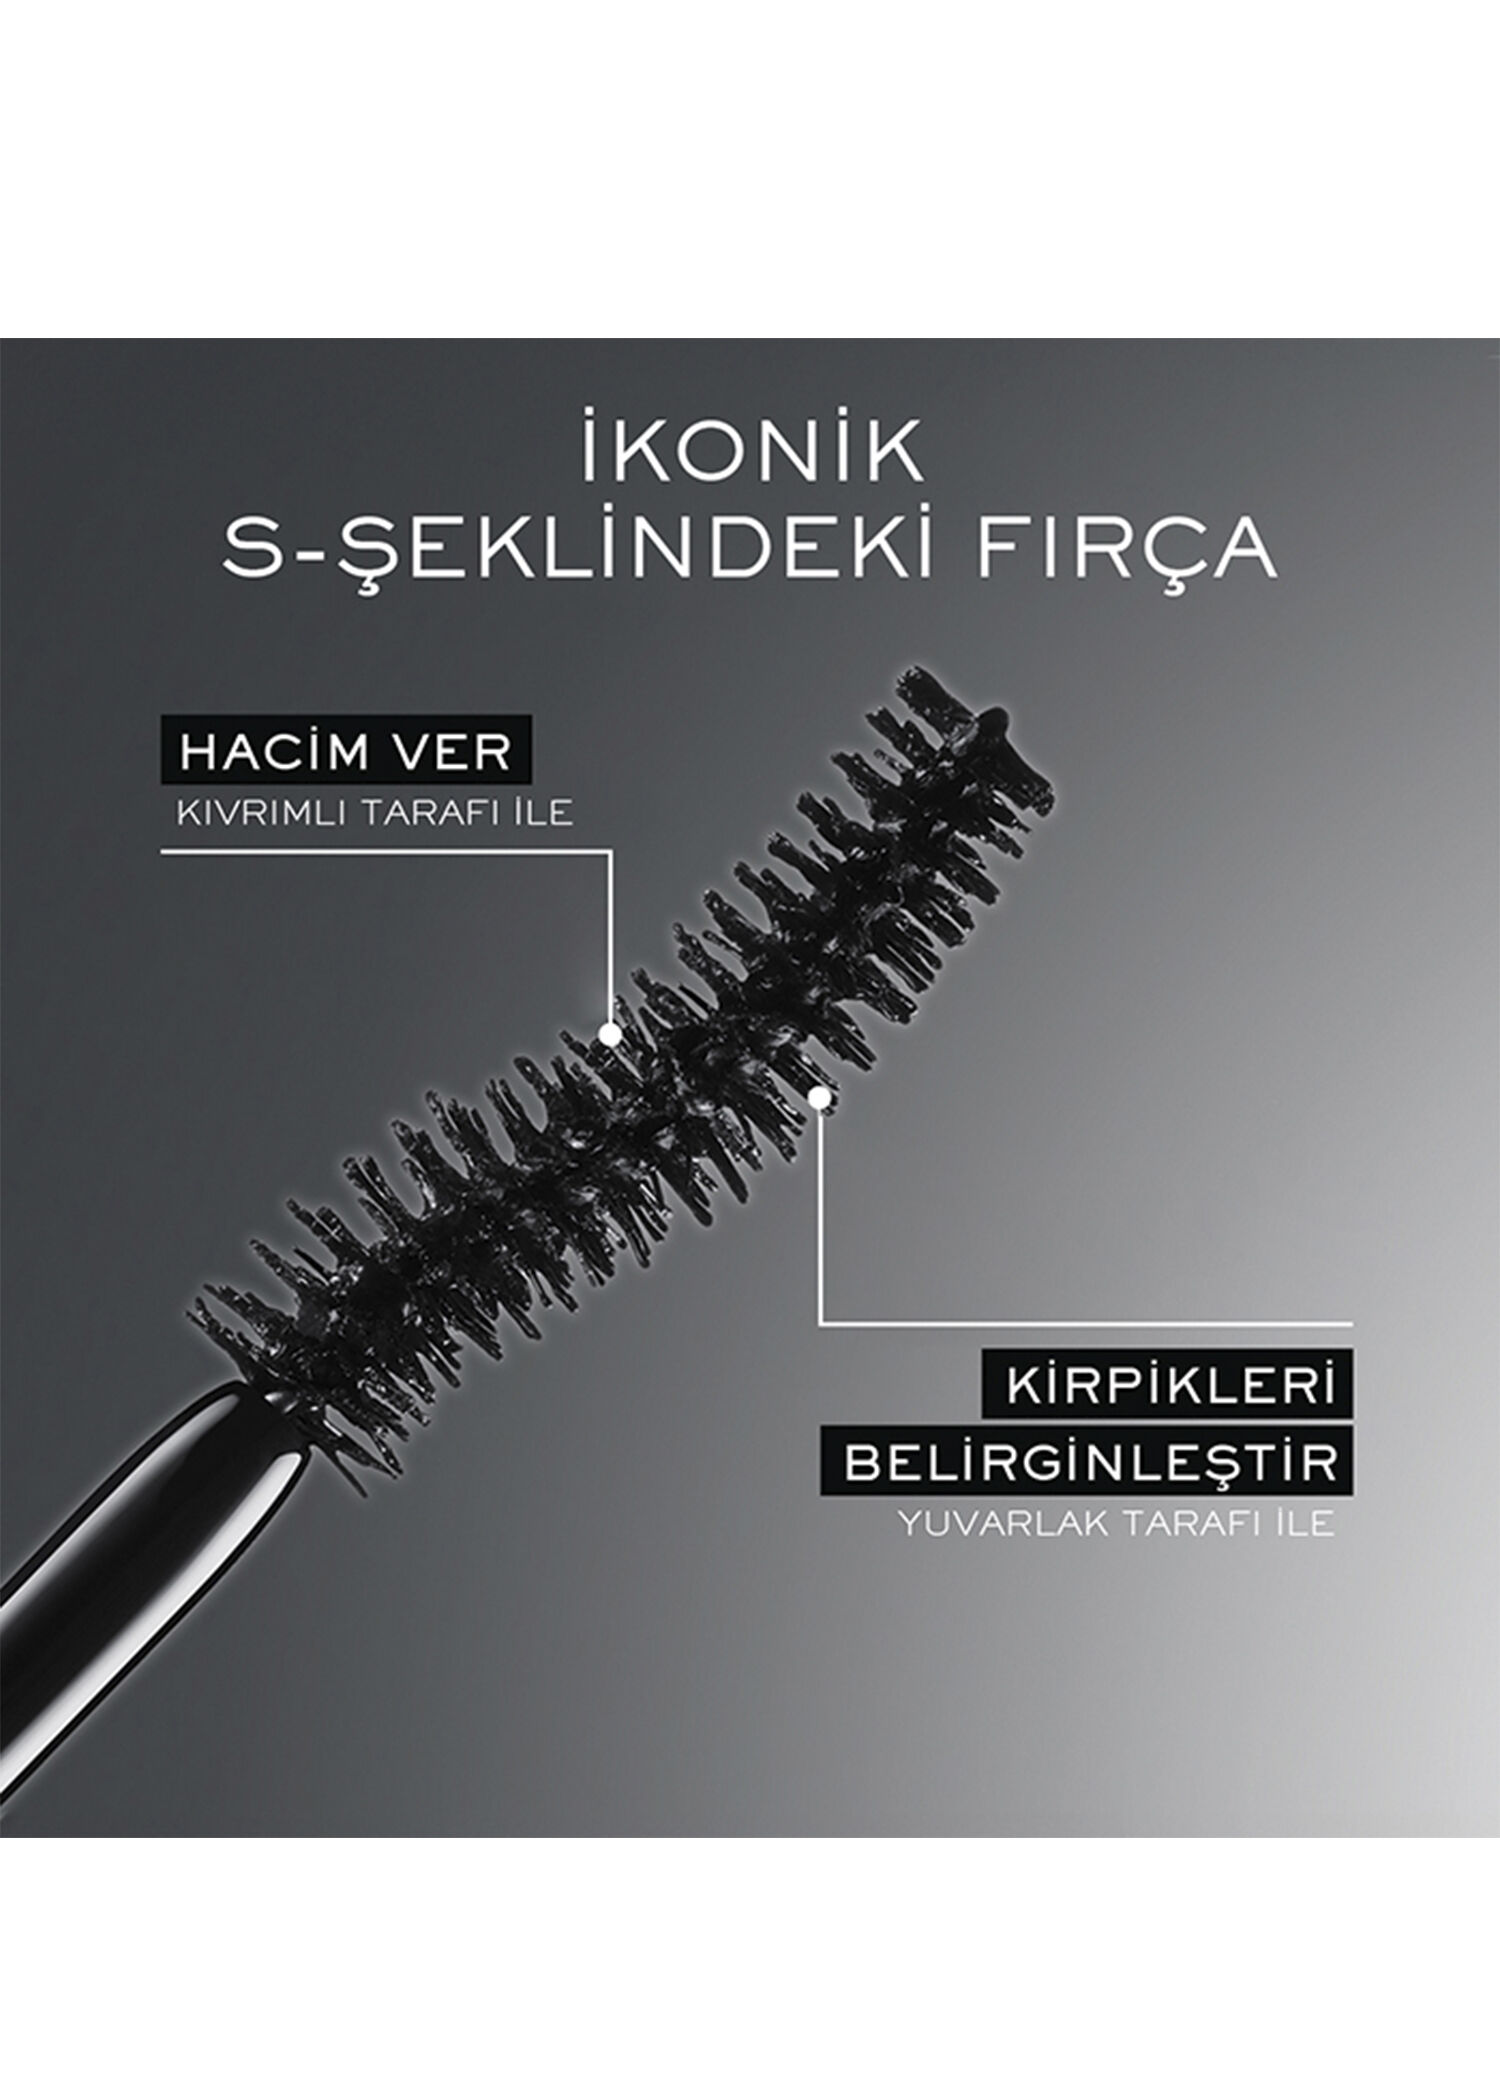 İKONİK
S-ŞEKLİNDEKİ FIRÇA
HACİM VER
KIVRIMLI TARAFI İLE
KİRPİKLERİ
BELİRGİNLEŞTİR
YUVARLAK TARAFI İLE